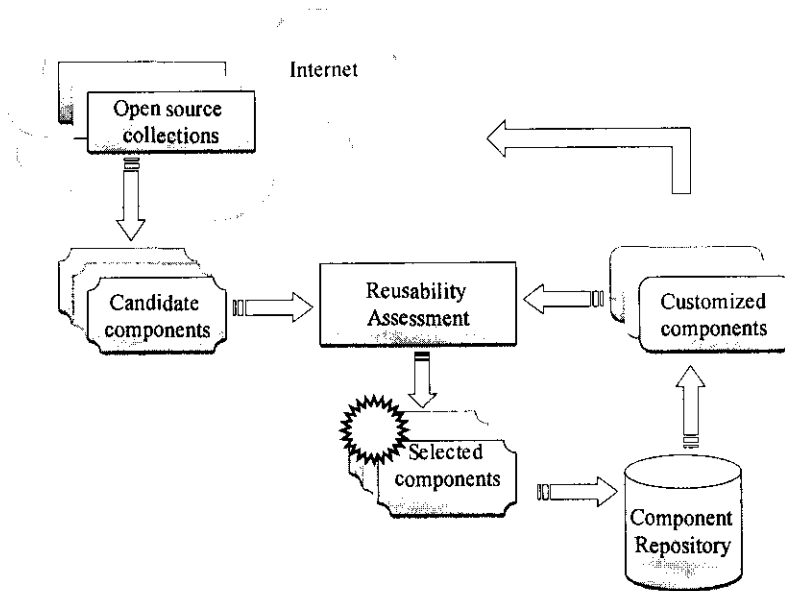 Internet
Open source
collections
Candidate
components
Reusability
Assessment
Customized
components
Selected
components
Component
Repository